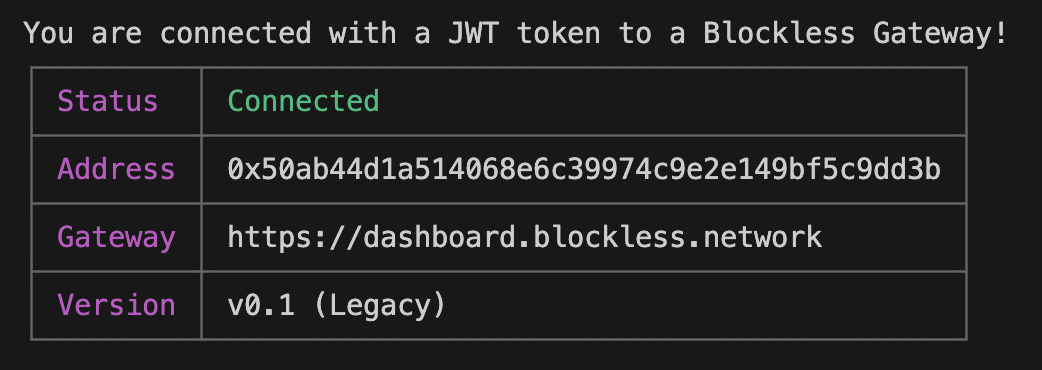 You are connected with a JWT token to a Blockless Gateway!
Status Connected
Address 0x50ab44d1a514068e6c39974c9e2e149bf5c9dd3b
Gateway https://dashboard.blockless.network
Version v0.1 (Legacy)